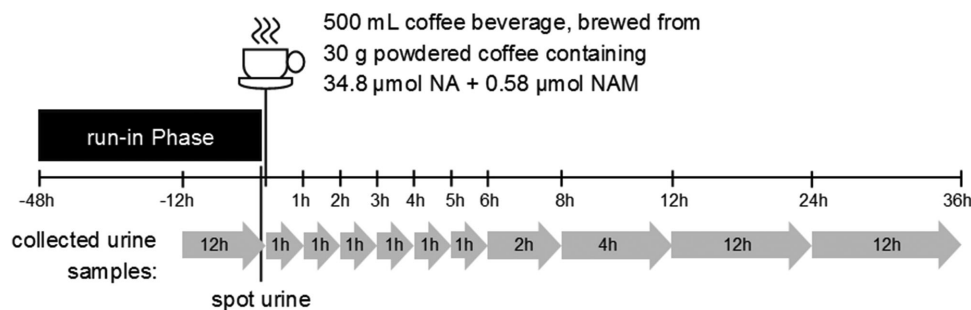 500 mL coffee beverage, brewed from
30 g powdered coffee containing
34.8 µmol NA + 0.58 µmol NAM
run-in Phase
-48h -12h 1h 2h 3h 4h 5h 6h 8h 12h 24h 36h
collected urine
samples:
12h 1h 1h 1h 1h 1h 1h 2h 4h 12h 12h
spot urine